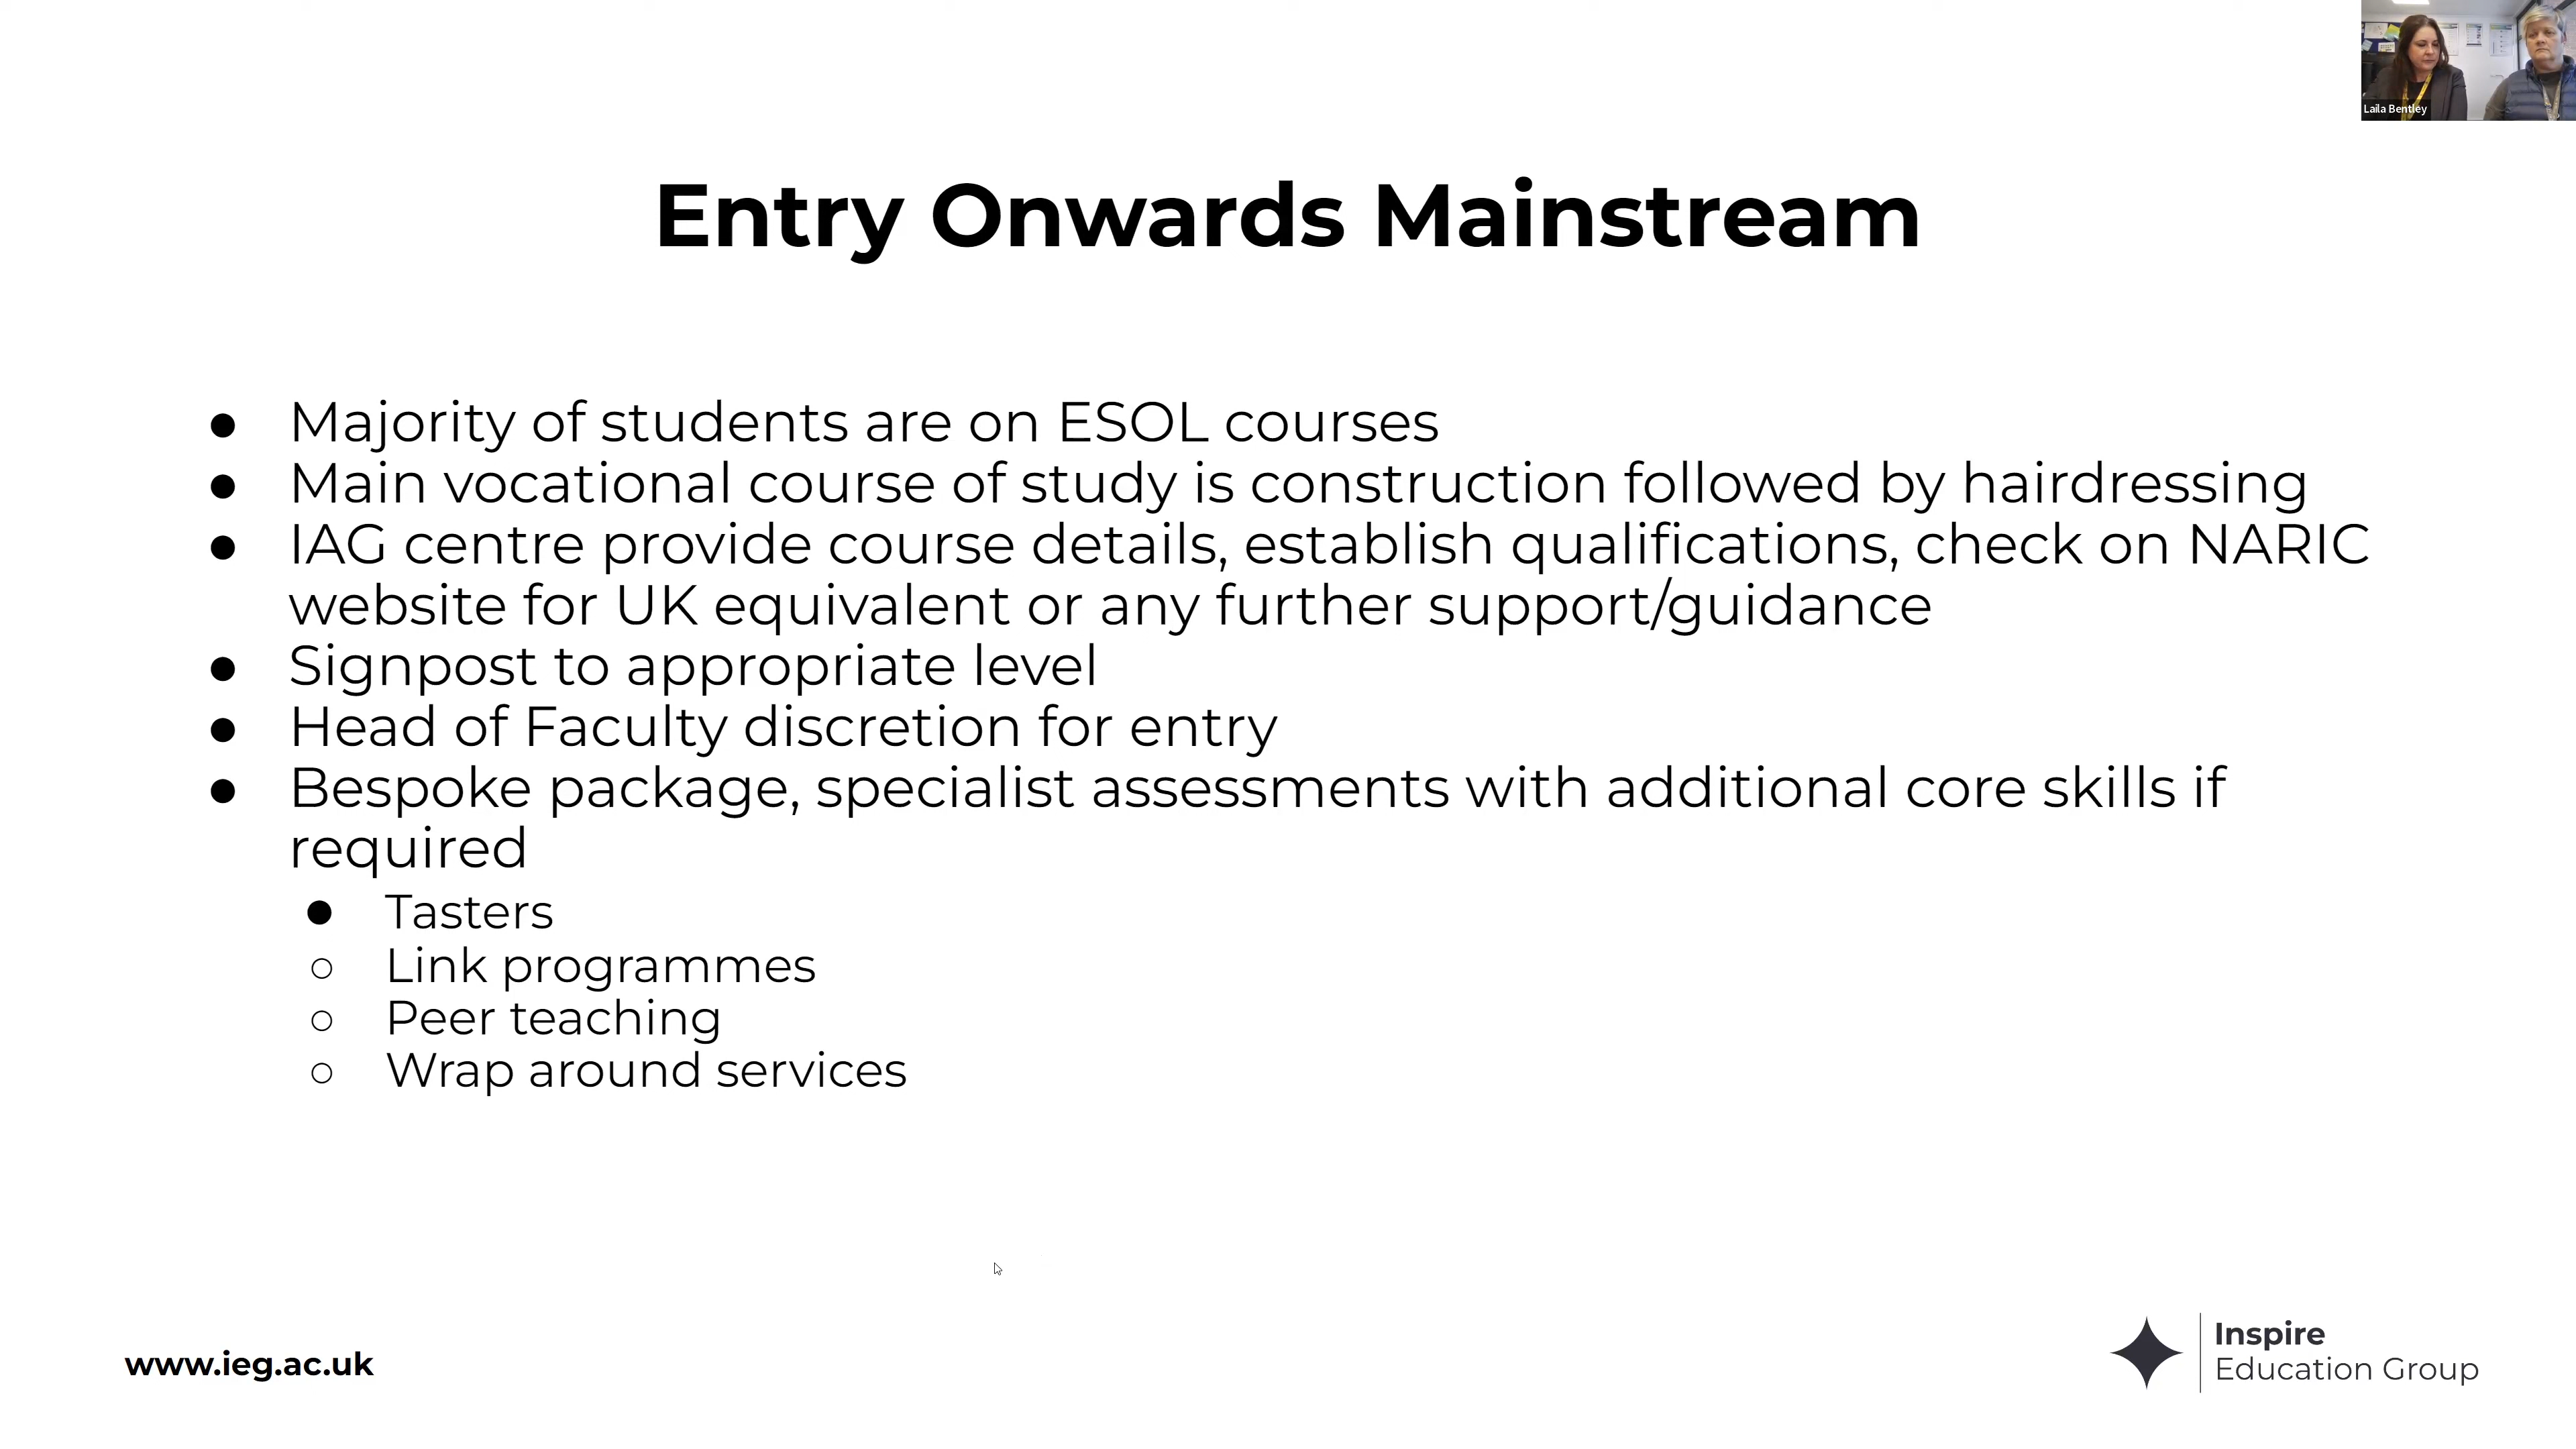 Laila Bentley
Entry Onwards Mainstream
● Majority of students are on ESOL courses
● Main vocational course of study is construction followed by hairdressing
● IAG centre provide course details, establish qualifications, check on NARIC
website for UK equivalent or any further support/guidance
● Signpost to appropriate level
● Head of Faculty discretion for entry
● Bespoke package, specialist assessments with additional core skills if
required
● Tasters
○ Link programmes
○ Peer teaching
○ Wrap around services
www.ieg.ac.uk
Inspire
Education Group